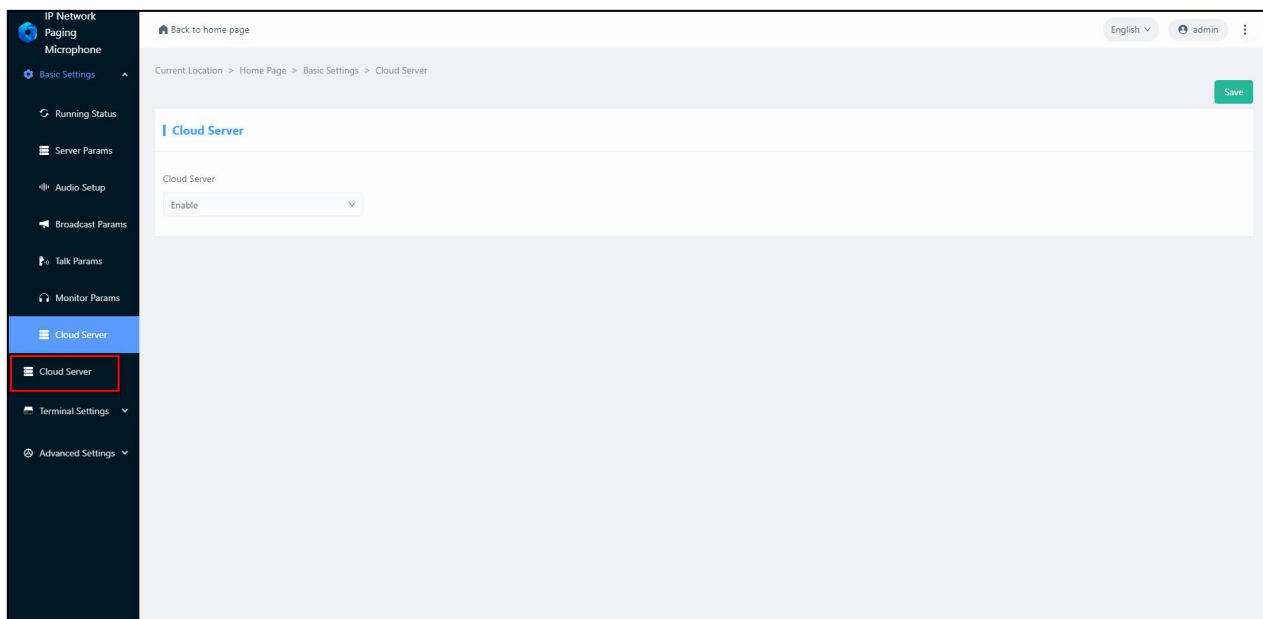 IP Network
Paging
Microphone
Back to home page
English
admin
Basic Settings
Current Location > Home Page > Basic Settings > Cloud Server
Save
Running Status
Cloud Server
Server Params
Cloud Server
Audio Setup
Enable
Broadcast Params
Talk Params
Monitor Params
Cloud Server
Cloud Server
Terminal Settings
Advanced Settings